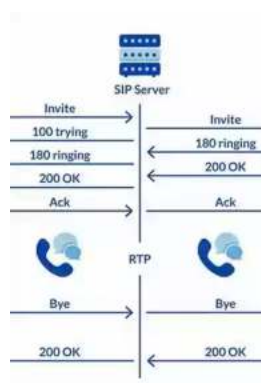 SIP Server
Invite
Invite
100 trying
180 ringing
180 ringing
200 OK
200 OK
Ack
Ack
RTP
Bye
Bye
200 OK
200 OK